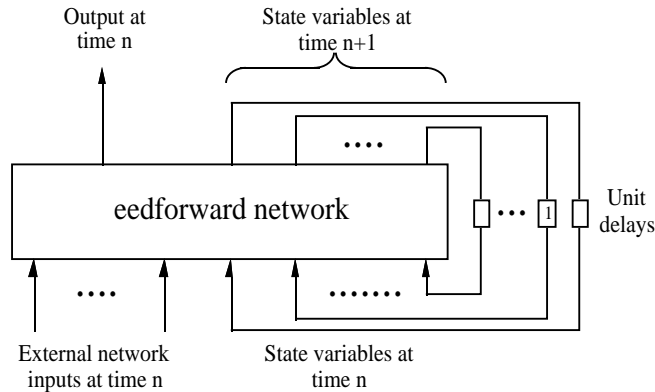 Output at
time n
State variables at
time n+1
....
eedforward network
...
1
Unit
delays
....
.......
External network
inputs at time n
State variables at
time n